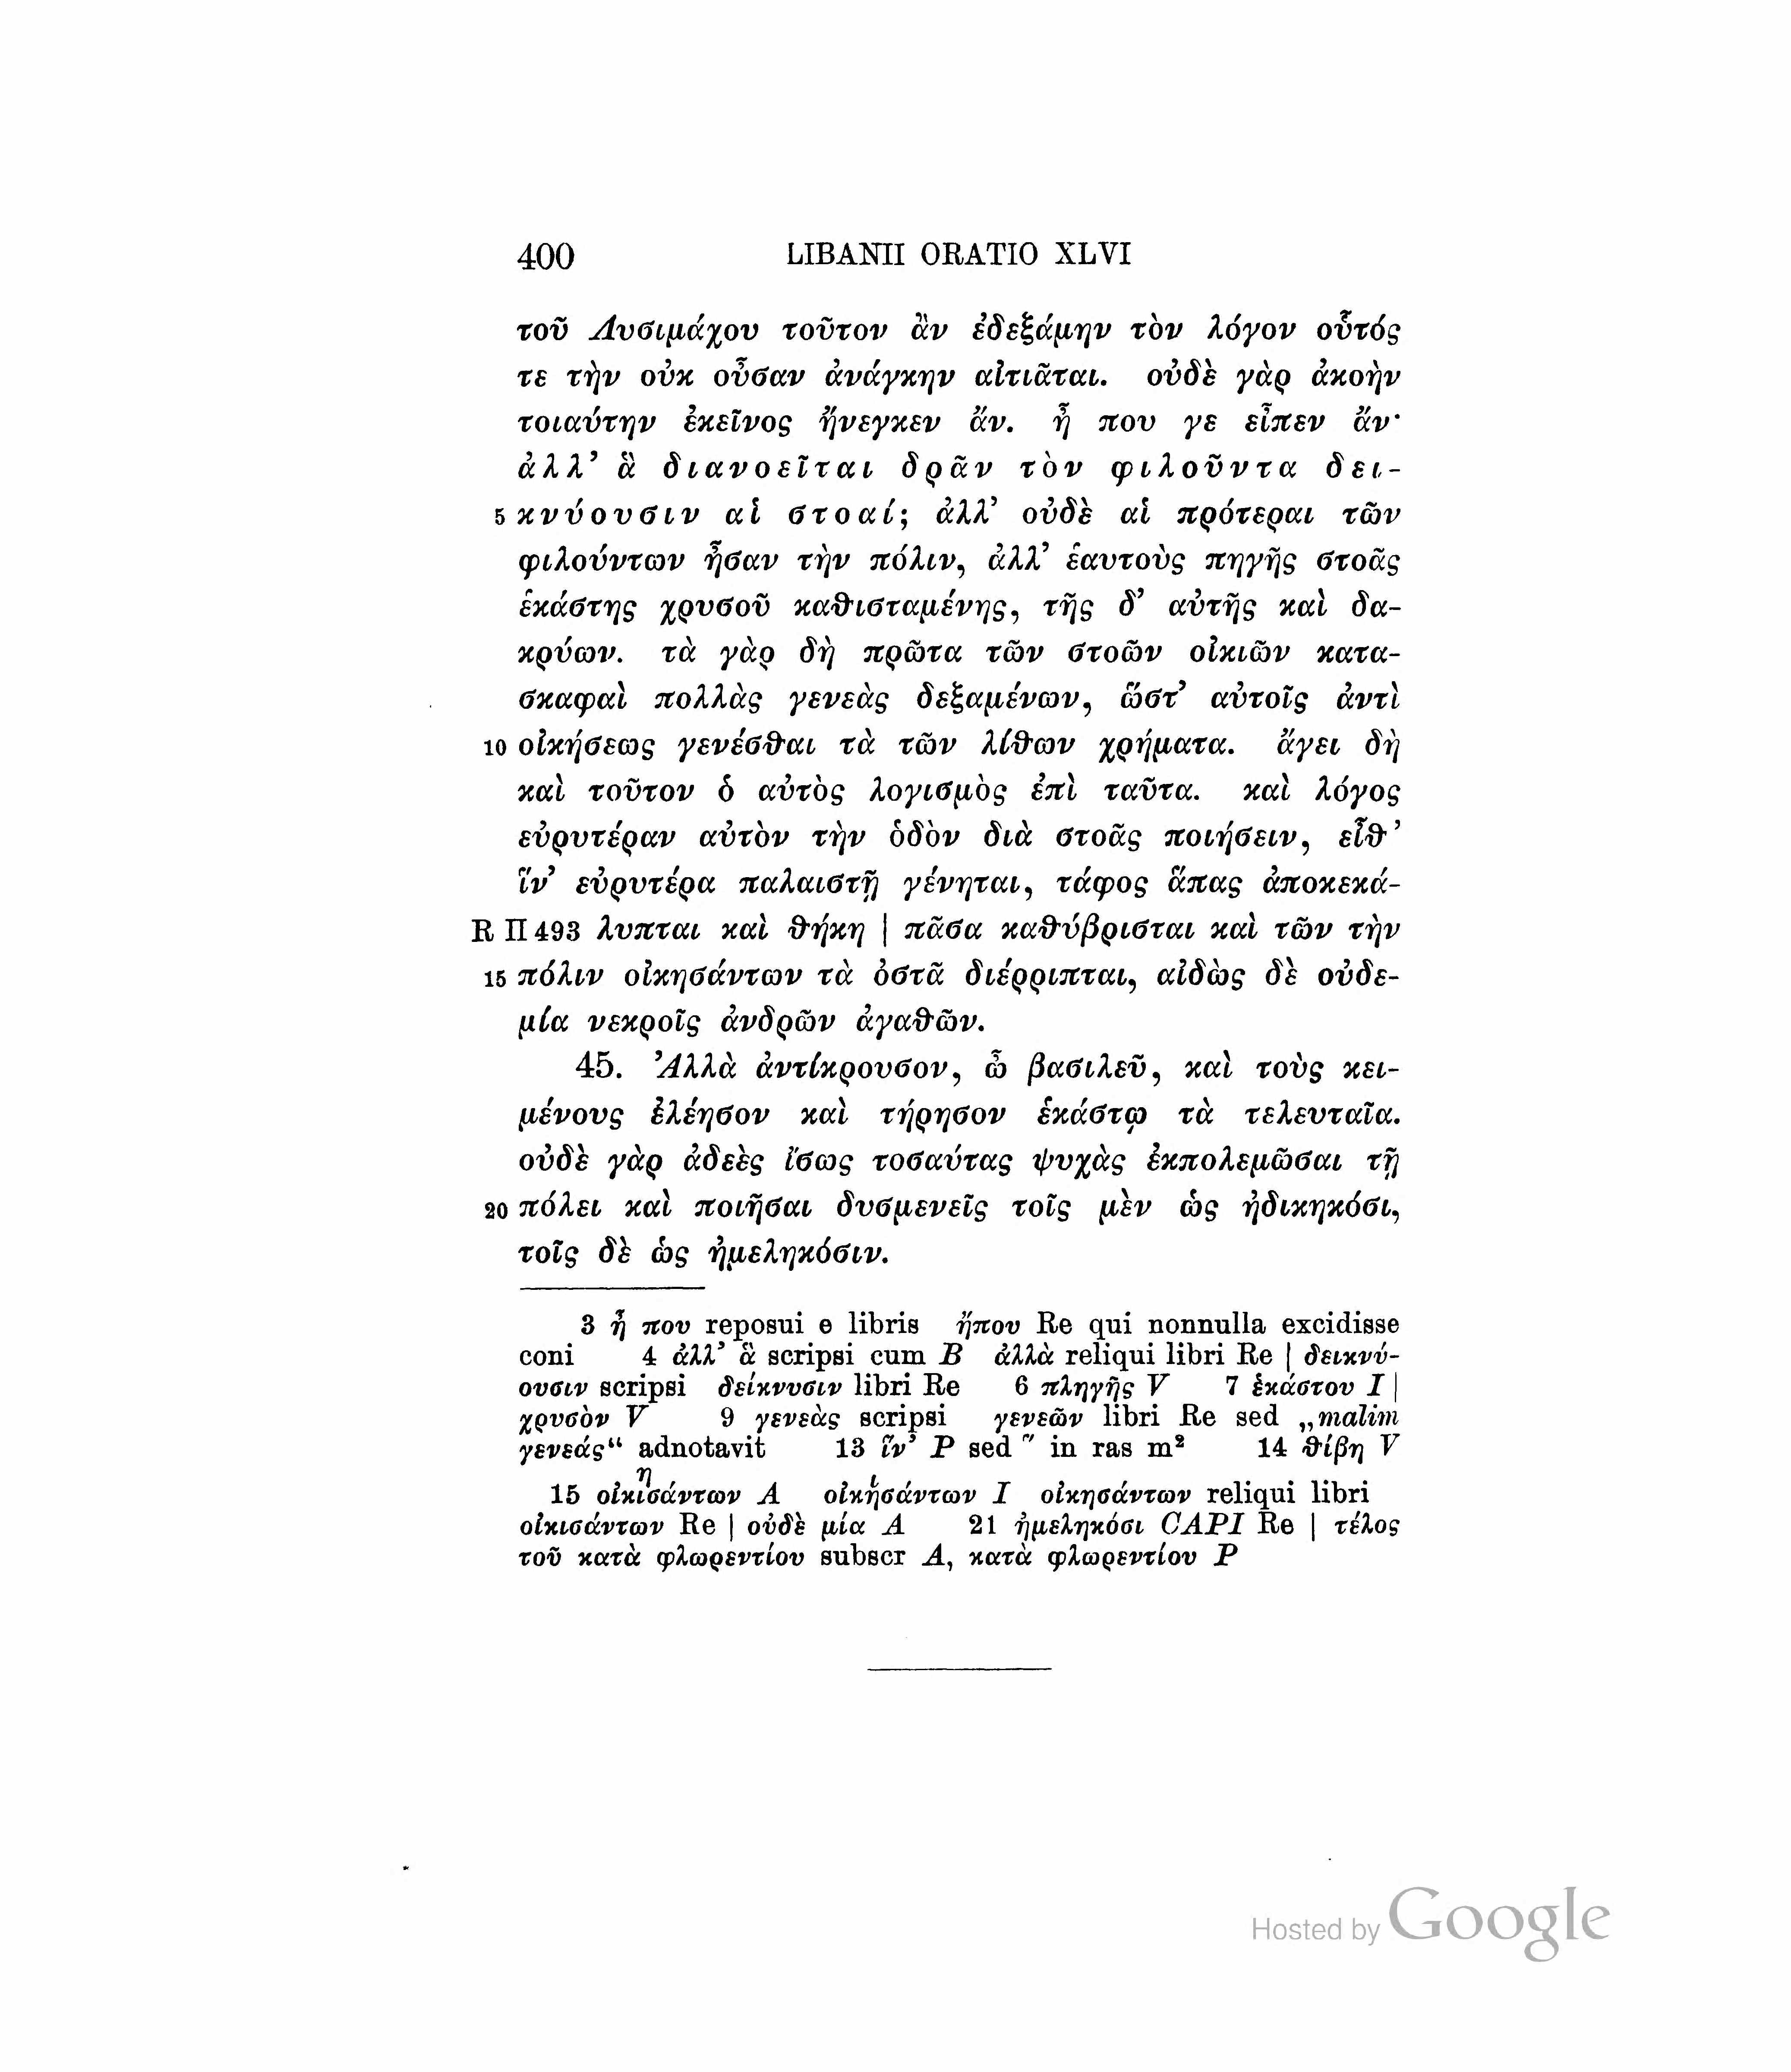 400 LIBANII ORATIO XLVI
τοῦ Λυσιμάχου τοῦτον ἂν ἐδεξάμην τὸν λόγον οὗτός
τε τὴν οὐκ οὖσαν ἀνάγκην αἰτιᾶται. οὐδὲ γὰρ ἀκοὴν
τοιαύτην ἐκεῖνος ἤνεγκεν ἄν. ἦ που γε εἶπεν ἄν·
ἀλλ’ ἃ διανοεῖται δρᾶν τὸν φιλοῦντα δει-
5 κνύουσιν αἱ στοαί; ἀλλ’ οὐδὲ αἱ πρότεραι τῶν
φιλούντων ἦσαν τὴν πόλιν, ἀλλ’ ἑαυτοὺς πηγῆς στοᾶς
ἑκάστης χρυσοῦ καθισταμένης, τῆς δ’ αὐτῆς καὶ δα-
κρύων. τὰ γὰρ δὴ πρῶτα τῶν στοῶν οἰκιῶν κατα-
σκαφαὶ πολλὰς γενεὰς δεξαμένων, ὥστ’ αὐτοῖς ἀντὶ
10 οἰκήσεως γενέσθαι τὰ τῶν λίθων χρήματα. ἄγει δὴ
καὶ τοῦτον ὁ αὐτὸς λογισμὸς ἐπὶ ταῦτα. καὶ λόγος
εὐρυτέραν αὐτὸν τὴν ὁδὸν διὰ στοᾶς ποιήσειν, εἶθ’
ἵν’ εὐρυτέρα παλαιστῇ γένηται, τάφος ἅπας ἀποκεκά-
R II 493 λυπται καὶ θήκη | πᾶσα καθύβρισται καὶ τῶν τὴν
15 πόλιν οἰκησάντων τὰ ὀστᾶ διέρριπται, αἰδὼς δὲ οὐδε-
μία νεκροῖς ἀνδρῶν ἀγαθῶν.
45. Ἀλλὰ ἀντίκρουσον, ὦ βασιλεῦ, καὶ τοὺς κει-
μένους ἐλέησον καὶ τήρησον ἑκάστῳ τὰ τελευταῖα.
οὐδὲ γὰρ ἀδεὲς ἴσως τοσαύτας ψυχὰς ἐκπολεμῶσαι τῇ
20 πόλει καὶ ποιῆσαι δυσμενεῖς τοῖς μὲν ὡς ἠδικηκόσι,
τοῖς δὲ ὡς ἠμεληκόσιν.
3 ἦ που reposui e libris ἤπου Re qui nonnulla excidisse
coni 4 ἀλλ’ ἃ scripsi cum B ἀλλὰ reliqui libri Re | δεικνύ-
ουσιν scripsi δείκνυσιν libri Re 6 πληγῆς V 7 ἑκάστου I |
χρυσὸν V 9 γενεὰς scripsi γενεῶν libri Re sed „malim
γενεάς“ adnotavit 13 ἵν’ P sed ῞ in ras m² 14 θίβη V
15 οἰκιηςάντων A οἰκηισάντων I οἰκησάντων reliqui libri
οἰκισάντων Re | οὐδὲ μία A 21 ἠμεληκόσι CAPI Re | τέλος
τοῦ κατὰ φλωρεντίου subscr A, κατὰ φλωρεντίου P
Hosted by Google